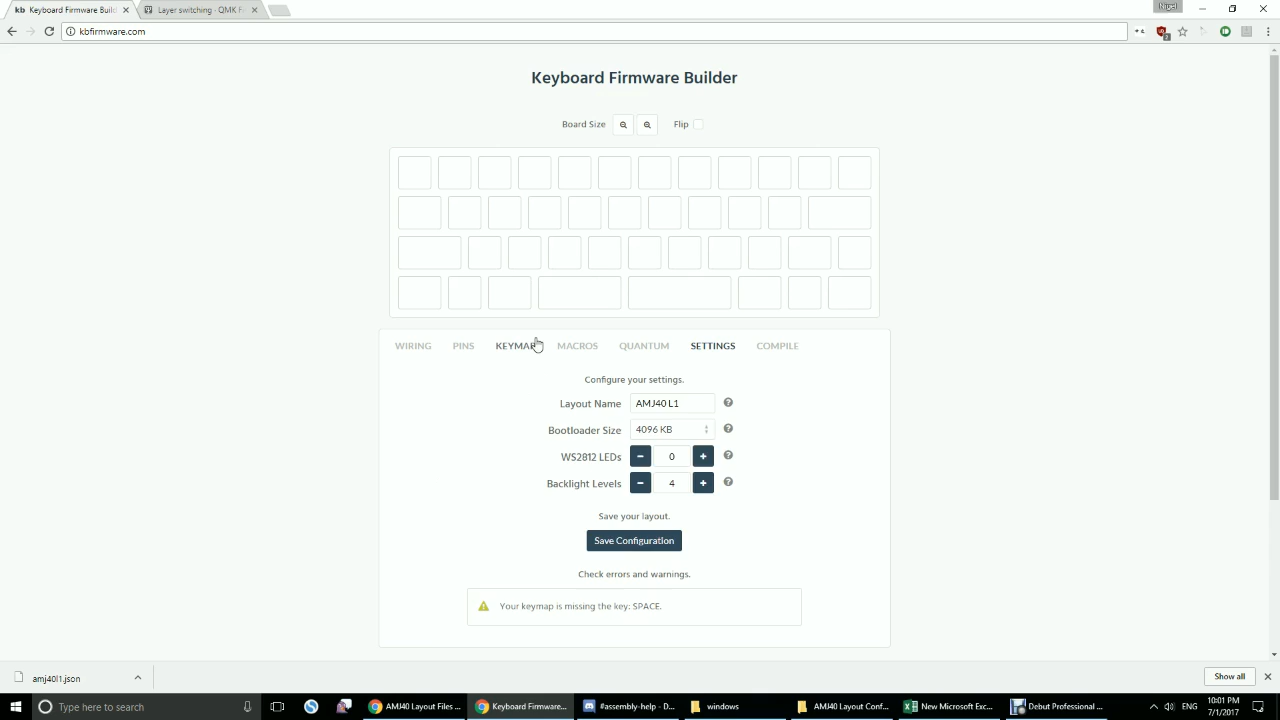 kb Keyboard Firmware Buil
Layer switching - QMK F
Nigell
kbfirmware.com
Keyboard Firmware Builder
Board Size
Flip
WIRING
PINS
KEYMAP
MACROS
QUANTUM
SETTINGS
COMPILE
Configure your settings.
Layout Name
AMJ40 L1
Bootloader Size
4096 KB
WS2812 LEDs
0
Backlight Levels
4
Save your layout.
Save Configuration
Check errors and warnings.
Your keymap is missing the key: SPACE.
amj40l1.json
Show all
Type here to search
AMJ40 Layout Files ...
Keyboard Firmware...
#assembly-help - D...
windows
AMJ40 Layout Conf...
New Microsoft Exc...
Debut Professional ...
ENG
10:01 PM
7/1/2017